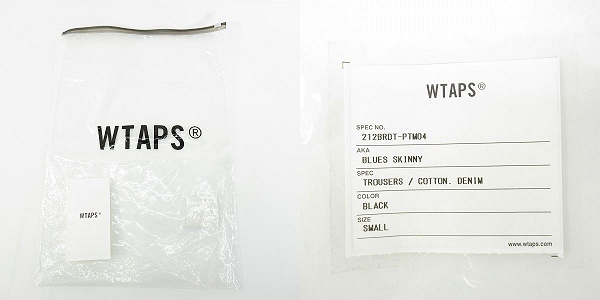 WTAPS®
WTAPS®
WTAPS®
SPEC NO.
212BRDT-PTM04
AKA
BLUES SKINNY
SPEC
TROUSERS / COTTON. DENIM
COLOR
BLACK
SIZE
SMALL
www.wtaps.com